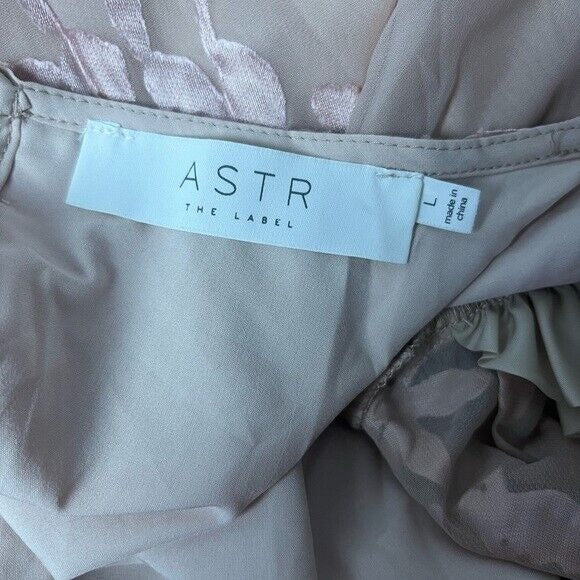 ASTR
THE LABEL
L
made in
china